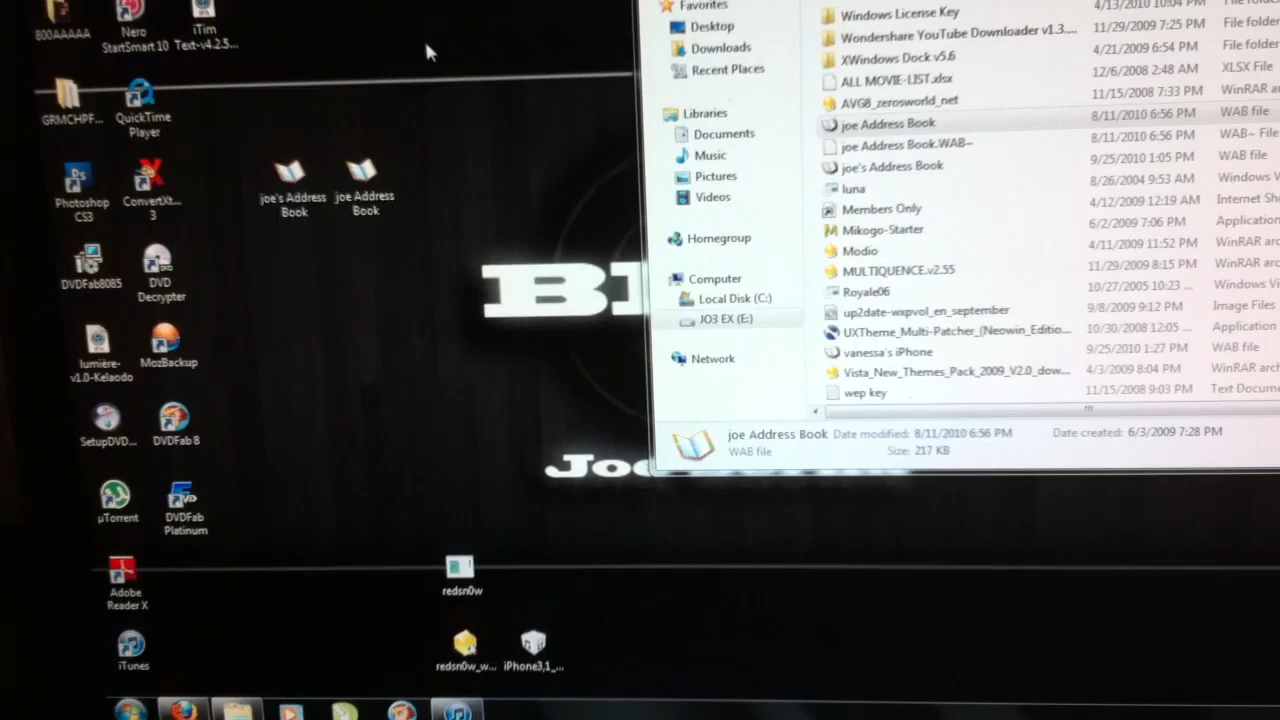 800AAAAA
Nero
StartSmart 10
iTim
Text-v4.2.5...
GRMCHPF...
QuickTime
Player
Photoshop
CS3
ConvertXt...
3
joe's Address
Book
joe Address
Book
DVDFab8085
DVD
Decrypter
lumière-
v1.0-Kelaodo
MozBackup
SetupDVD...
DVDFab 8
µTorrent
DVDFab
Platinum
Adobe
Reader X
redsn0w
iTunes
redsn0w_w...
iPhone3,1_...
Favorites
Desktop
Downloads
Recent Places
Libraries
Documents
Music
Pictures
Videos
Homegroup
Computer
Local Disk (C:)
JO3 EX (E:)
Network
4/13/2010 10:04 PM
Windows License Key 11/29/2009 7:25 PM File folder
Wondershare YouTube Downloader v1.3.... 4/21/2009 6:54 PM File folder
XWindows Dock v5.6 12/6/2008 2:48 AM XLSX File
ALL MOVIE-LIST.xlsx 11/15/2008 7:33 PM WinRAR
AVG8_zerosworld_net 8/11/2010 6:56 PM WAB file
joe Address Book 8/11/2010 6:56 PM WAB~ File
joe Address Book.WAB~ 9/25/2010 1:05 PM WAB file
joe's Address Book 8/26/2004 9:53 AM Windows
luna 4/12/2009 12:19 AM Internet
Members Only 6/2/2009 7:06 PM Application
Mikogo-Starter 4/11/2009 11:52 PM WinRAR
Modio 11/29/2009 8:15 PM WinRAR
MULTIQUENCE.v2.55 10/27/2005 10:23 ... Windows
Royale06 9/8/2009 9:12 PM Image Files
up2date-wxpvol_en_september 10/30/2008 12:05 ... Application
UXTheme_Multi-Patcher_(Neowin_Editio... 9/25/2010 1:27 PM WAB file
vanessa's iPhone 4/3/2009 8:04 PM WinRAR
Vista_New_Themes_Pack_2009_V2.0_dow... 11/15/2008 9:03 PM Text
wep key
joe Address Book Date modified: 8/11/2010 6:56 PM Date created: 6/3/2009 7:28 PM
WAB file Size: 217 KB